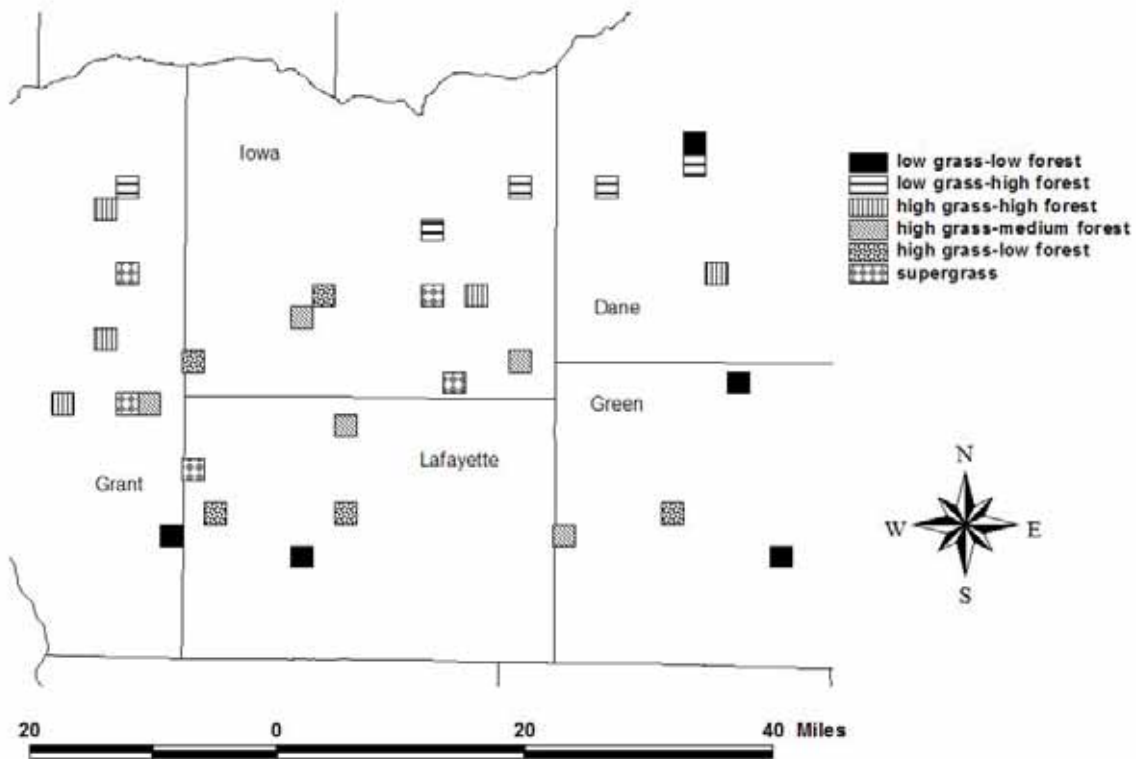 Iowa
Dane
Green
Lafayette
Grant
low grass-low forest
low grass-high forest
high grass-high forest
high grass-medium forest
high grass-low forest
supergrass
N
W E
S
20 0 20 40 Miles